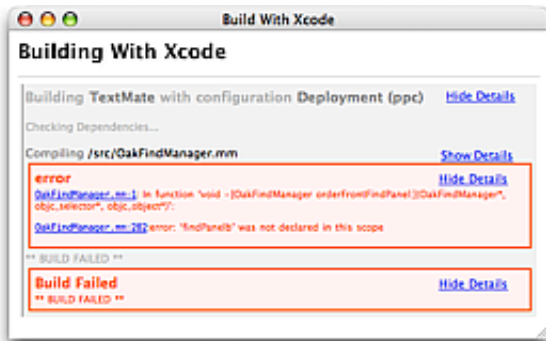 Build With Xcode
Building With Xcode
Building TextMate with configuration Deployment (ppc) Hide Details
Checking Dependencies...
Compiling /src/OakFindManager.mm Show Details
error Hide Details
OakFindManager.mm:1: In function 'void -[OakFindManager orderfrontFindPanel:](OakFindManager*,
objc_selector*, objc_object*)':
OakFindManager.mm:202:error: 'findPanelb' was not declared in this scope
** BUILD FAILED **
Build Failed Hide Details
** BUILD FAILED **